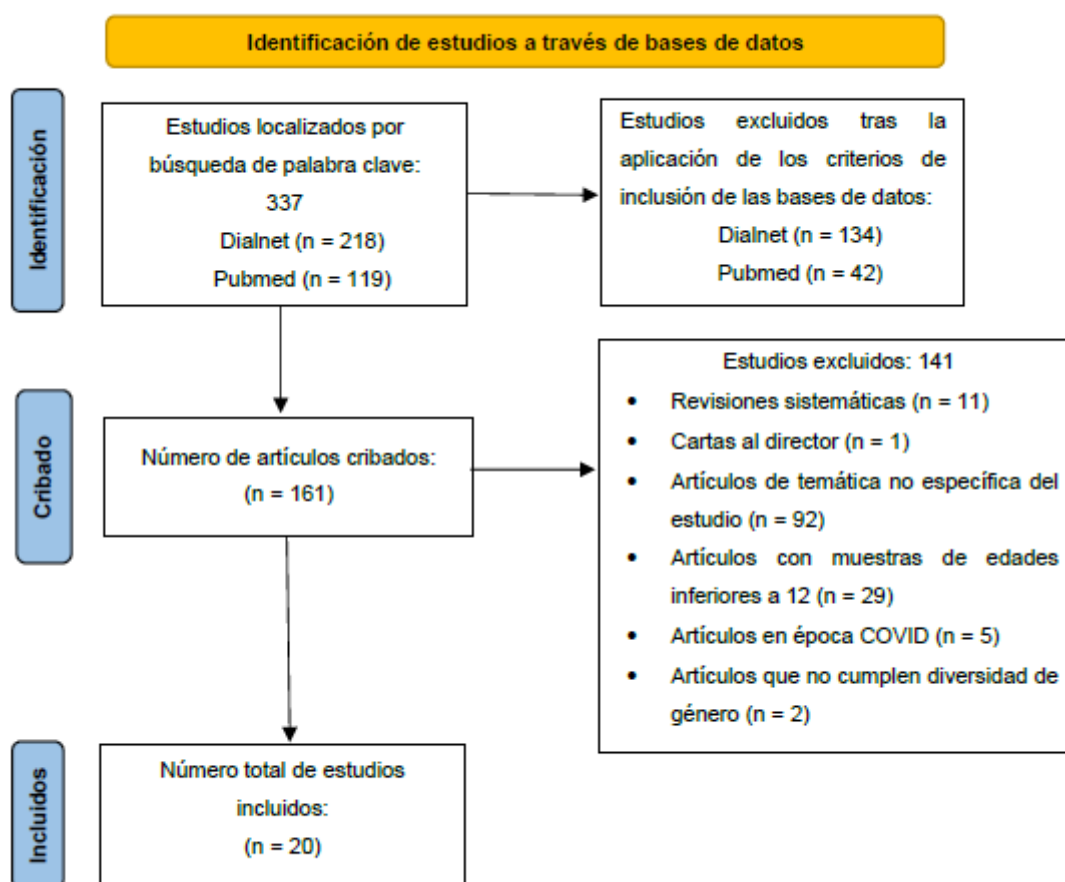 Identificación de estudios a través de bases de datos
Identificación
Estudios localizados por
búsqueda de palabra clave:
337
Dialnet (n = 218)
Pubmed (n = 119)
Estudios excluidos tras la
aplicación de los criterios de
inclusión de las bases de datos:
Dialnet (n = 134)
Pubmed (n = 42)
Cribado
Número de artículos cribados:
(n = 161)
Estudios excluidos: 141
• Revisiones sistemáticas (n = 11)
• Cartas al director (n = 1)
• Artículos de temática no específica del
estudio (n = 92)
• Artículos con muestras de edades
inferiores a 12 (n = 29)
• Artículos en época COVID (n = 5)
• Artículos que no cumplen diversidad de
género (n = 2)
Incluidos
Número total de estudios
incluidos:
(n = 20)